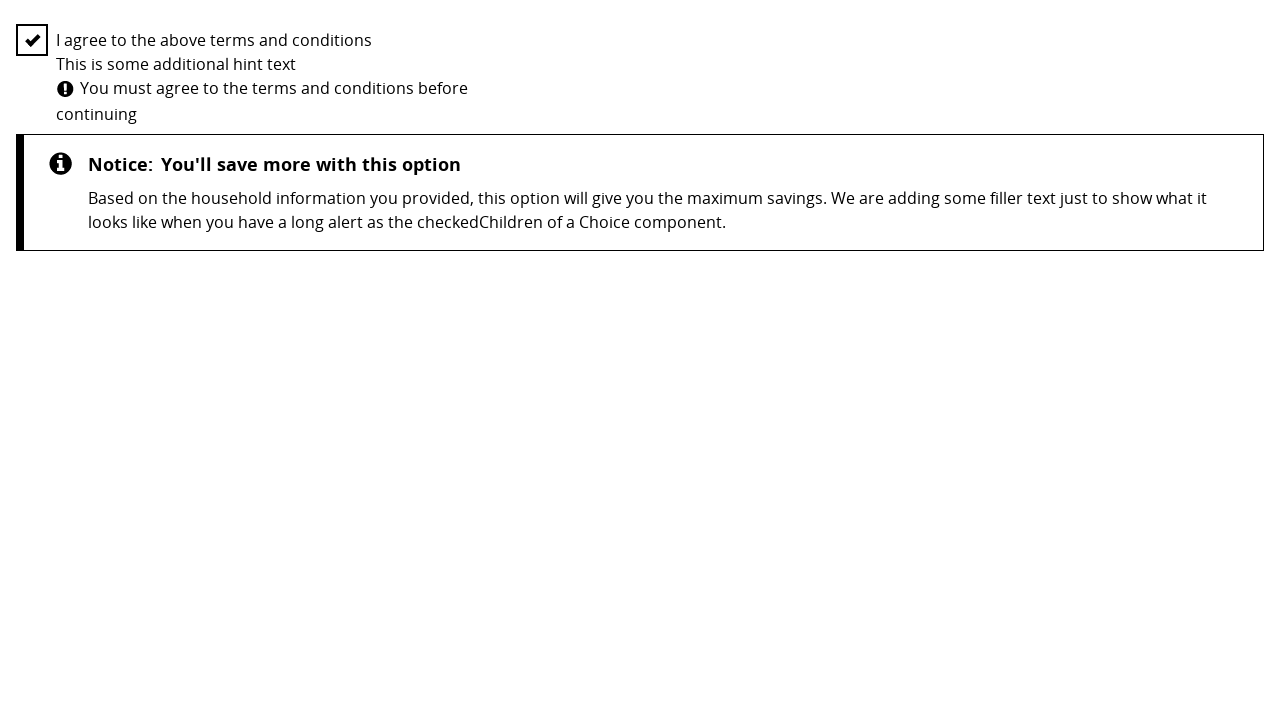 I agree to the above terms and conditions
This is some additional hint text
You must agree to the terms and conditions before
continuing
Notice: You'll save more with this option
Based on the household information you provided, this option will give you the maximum savings. We are adding some filler text just to show what it
looks like when you have a long alert as the checkedChildren of a Choice component.